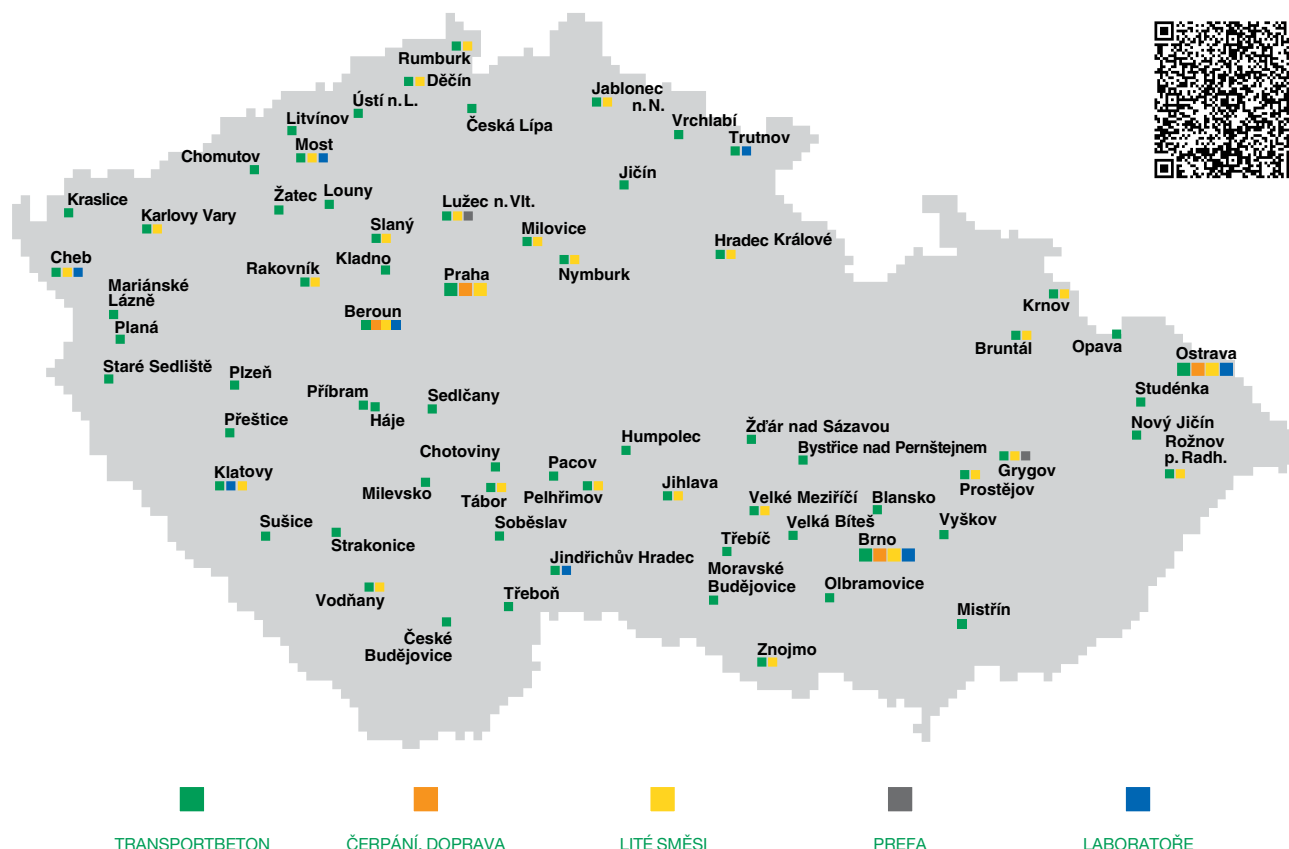 Rumburk
Děčín
Ústí n.L.
Litvínov
Česká Lípa
Jablonec
n. N.
Vrchlabí
Trutnov
Most
Chomutov
Jičín
Kraslice
Karlovy Vary
Žatec
Louny
Lužec n. Vlt.
Slaný
Milovice
Hradec Králové
Cheb
Rakovník
Kladno
Praha
Nymburk
Mariánské
Lázně
Planá
Beroun
Krnov
Bruntál
Opava
Ostrava
Staré Sedliště
Plzeň
Příbram
Háje
Sedlčany
Studénka
Přeštice
Nový Jičín
Rožnov
p. Radh.
Žďár nad Sázavou
Humpolec
Bystřice nad Pernštejnem
Chotoviny
Pacov
Grygov
Klatovy
Milevsko
Tábor
Pelhřimov
Jihlava
Prostějov
Velké Meziříčí
Blansko
Sušice
Strakonice
Soběslav
Velká Bíteš
Vyškov
Třebíč
Brno
Jindřichův Hradec
Moravské
Budějovice
Olbramovice
Vodňany
Třeboň
Mistřín
České
Budějovice
Znojmo
TRANSPORTBETON
ČERPÁNÍ, DOPRAVA
LITÉ SMĚSI
PREFA
LABORATOŘE